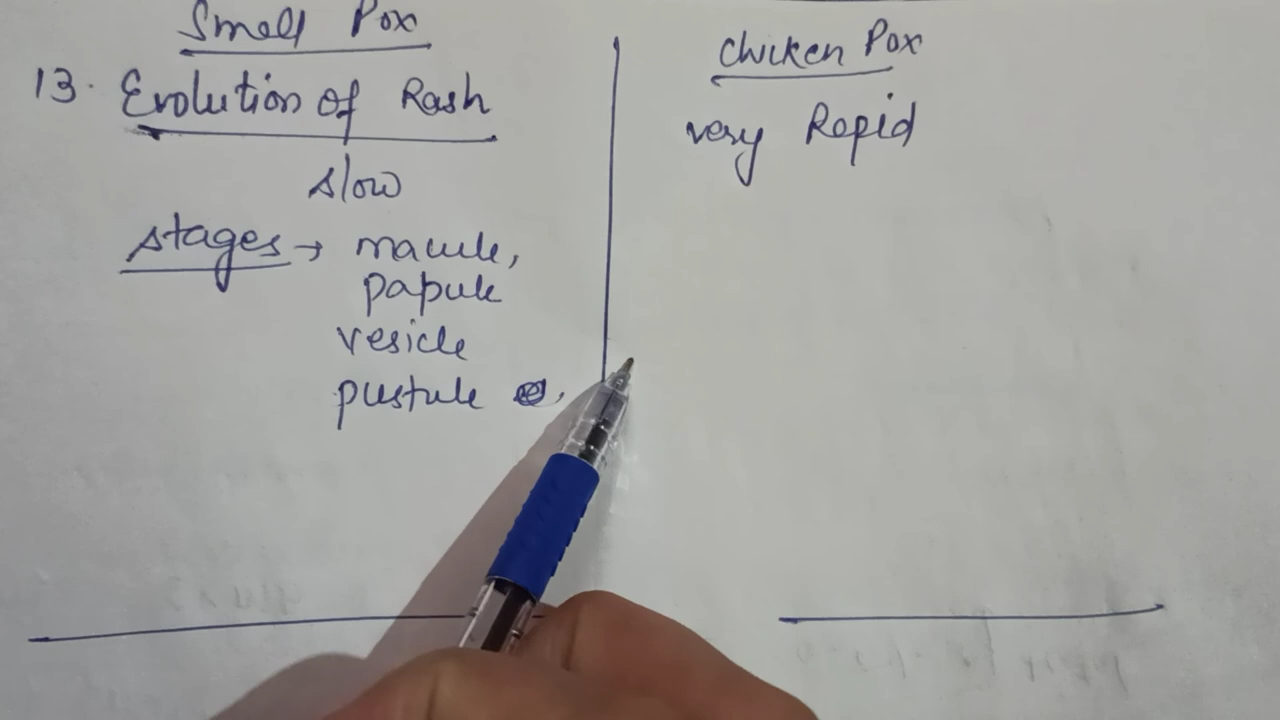 Small Pox
13. Evolution of Rash
slow
stages → macule,
papule
vesicle
pustule
Chicken Pox
very Rapid